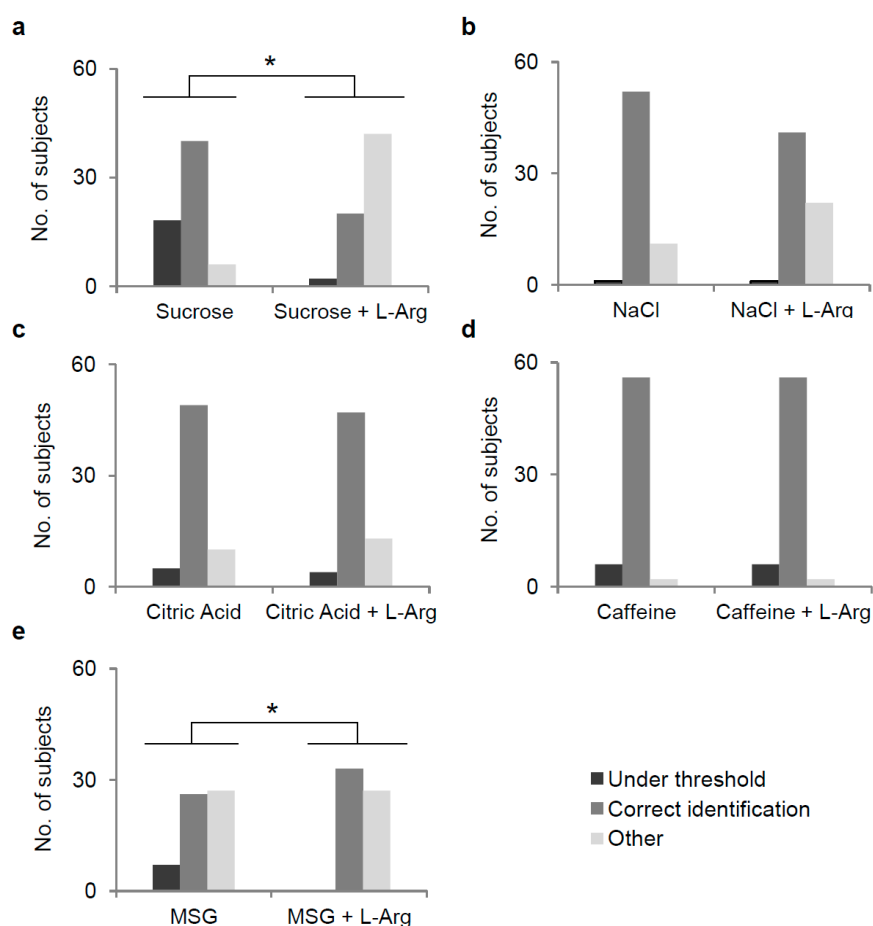 a
*
60
30
0
No. of subjects
Sucrose
Sucrose + L-Arg
b
60
30
0
No. of subjects
NaCl
NaCl + L-Arg
c
60
30
0
No. of subjects
Citric Acid
Citric Acid + L-Arg
d
60
30
0
No. of subjects
Caffeine
Caffeine + L-Arg
e
*
60
30
0
No. of subjects
MSG
MSG + L-Arg
Under threshold
Correct identification
Other